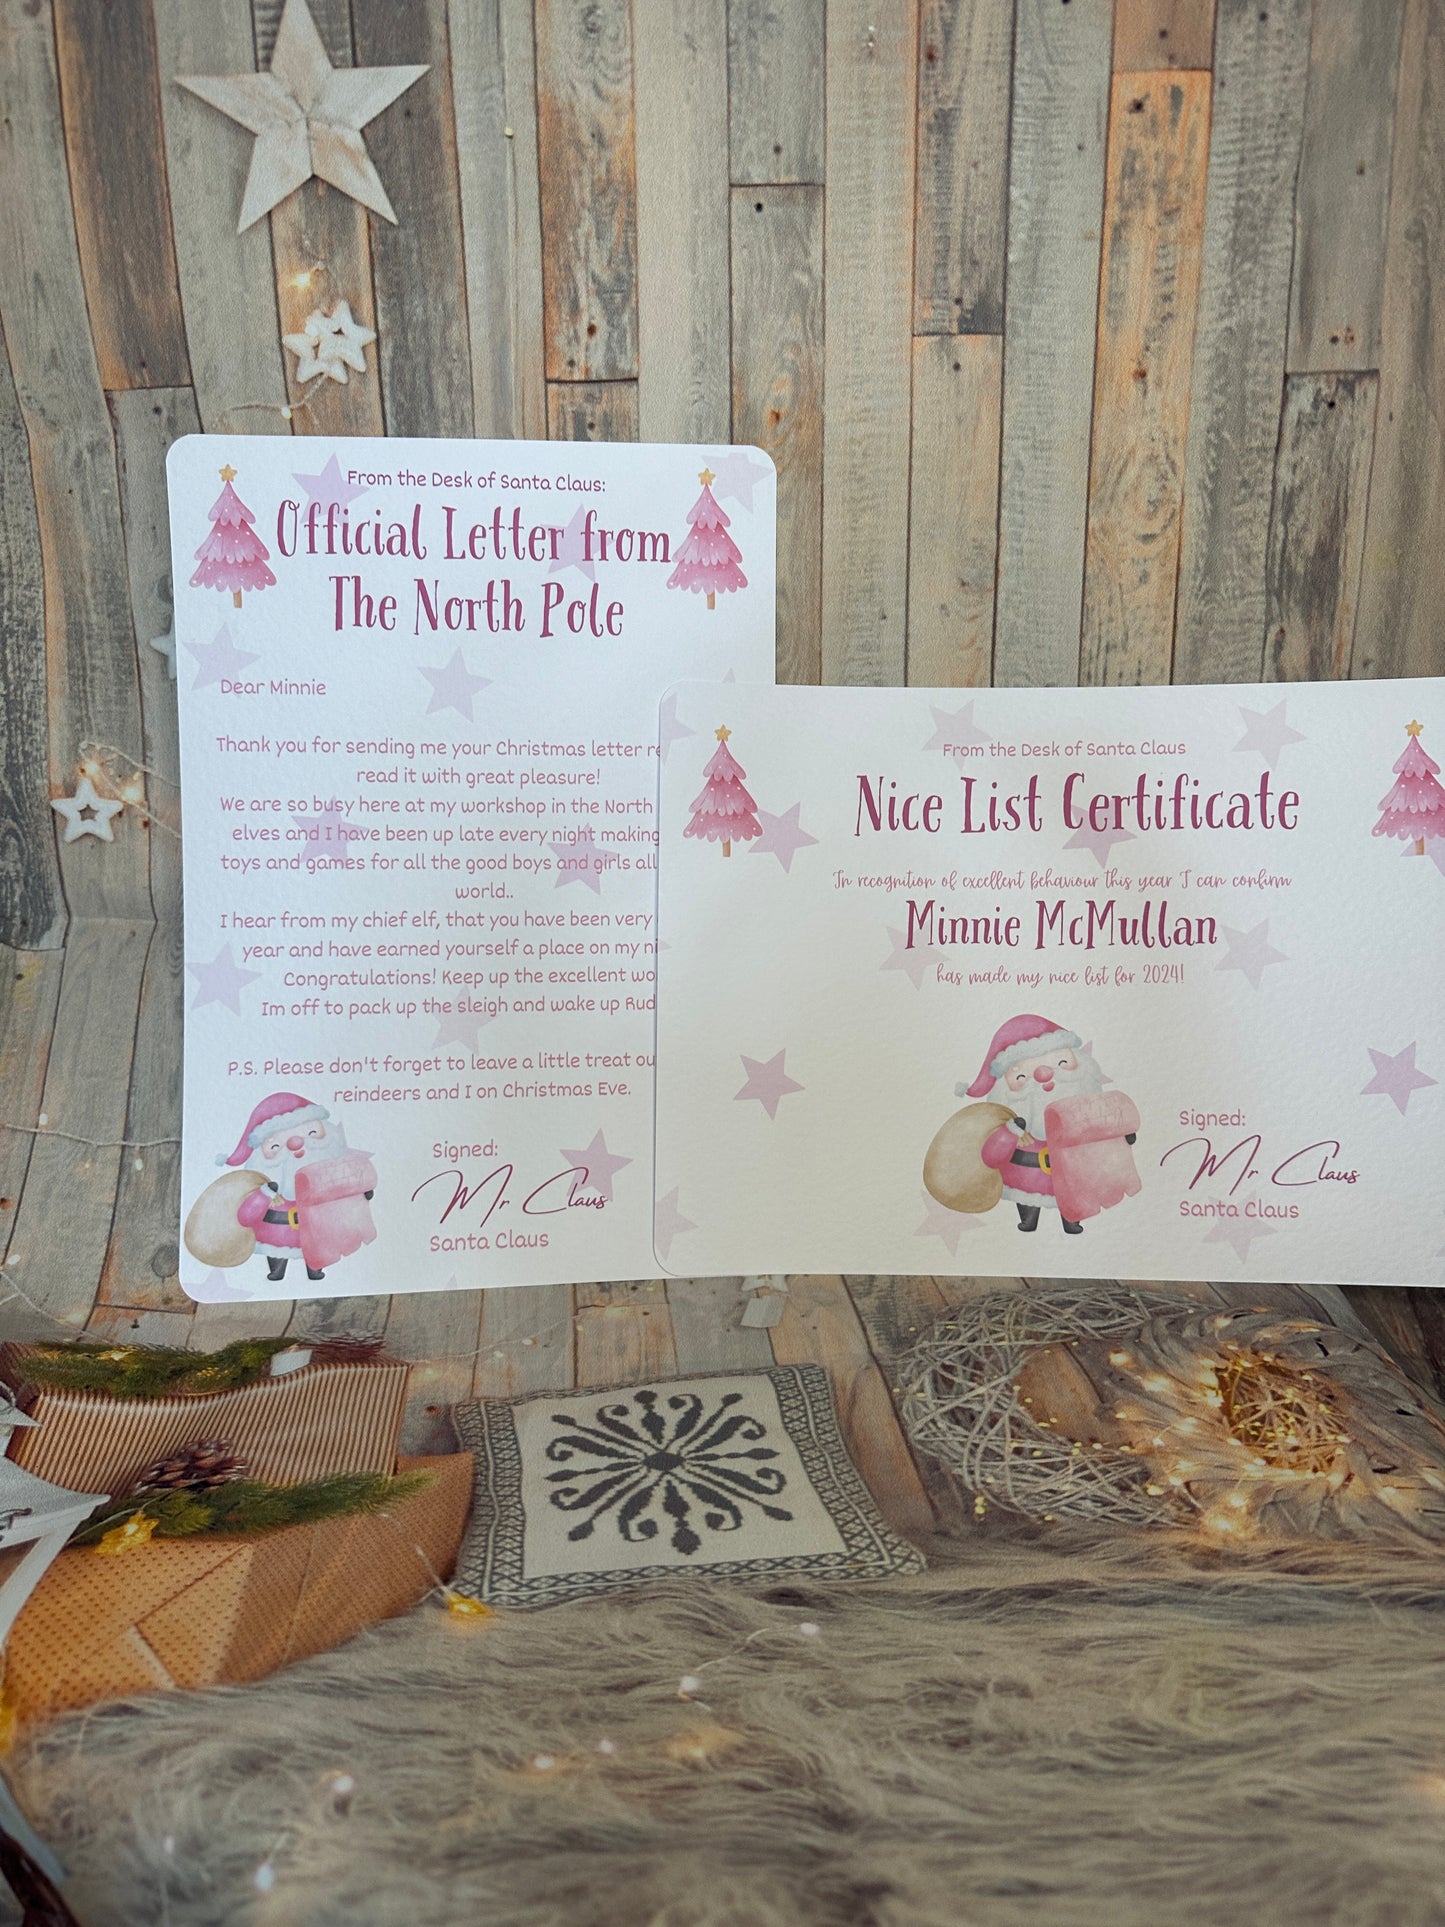 From the Desk of Santa Claus:
Official Letter from
The North Pole
Dear Minnie
Thank you for sending me your Christmas letter
read it with great pleasure!
We are so busy here at my workshop in the North
elves and I have been up late every night making
toys and games for all the good boys and girls all
world..
I hear from my chief elf, that you have been very
year and have earned yourself a place on my
Congratulations! Keep up the excellent
Im off to pack up the sleigh and wake up
P.S. Please don't forget to leave a little treat
reindeers and I on Christmas Eve.
Signed:
Mr Claus
Santa Claus
From the Desk of Santa Claus
Nice List Certificate
In recognition of excellent behaviour this year I can confirm
Minnie McMullan
has made my nice list for 2024!
Signed:
Mr Claus
Santa Claus